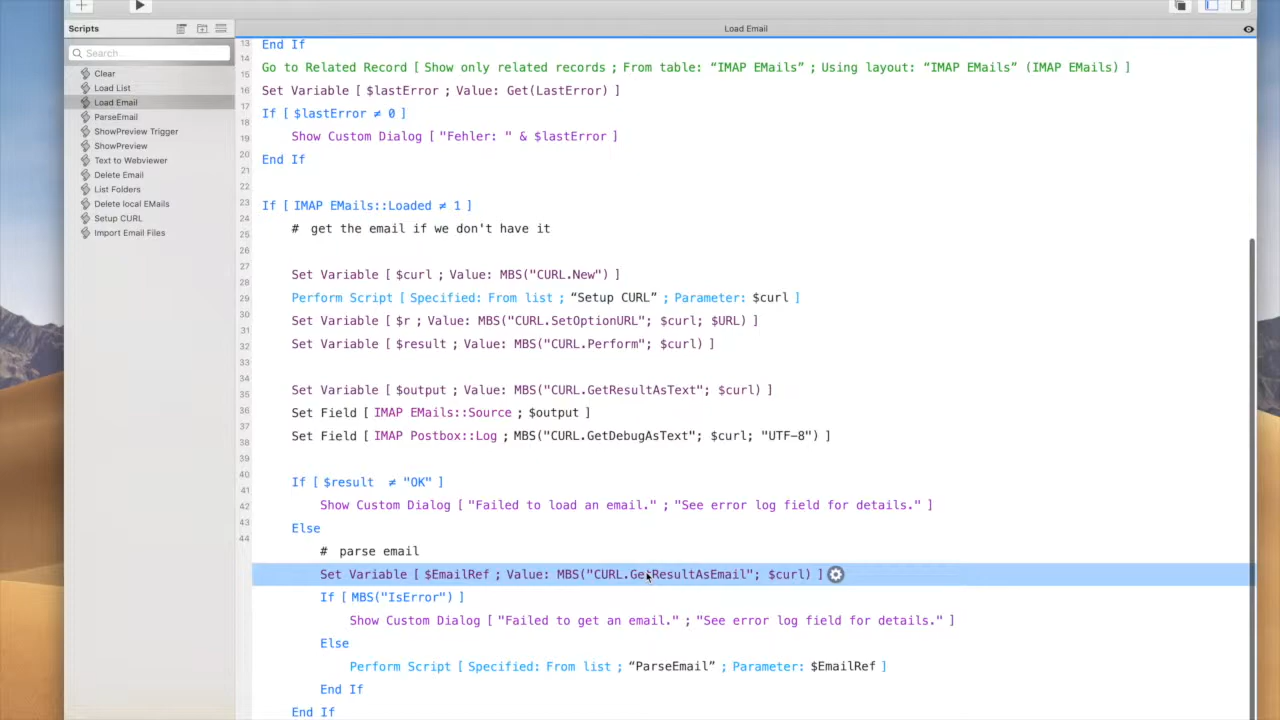 Scripts
Load Email
Search...
Clear
Load List
Load Email
ParseEmail
ShowPreview Trigger
ShowPreview
Text to Webviewer
Delete Email
List Folders
Delete local EMails
Setup CURL
Import Email Files
13
14
15
16
17
18
19
20
21
22
23
24
25
26
27
28
29
30
31
32
33
34
35
36
37
38
39
40
41
42
43
44
End If
Go to Related Record [ Show only related records ; From table: “IMAP EMails” ; Using layout: “IMAP EMails” (IMAP EMails) ]
Set Variable [ $lastError ; Value: Get(LastError) ]
If [ $lastError ≠ 0 ]
Show Custom Dialog [ "Fehler: " & $lastError ]
End If
If [ IMAP EMails::Loaded ≠ 1 ]
# get the email if we don't have it
Set Variable [ $curl ; Value: MBS("CURL.New") ]
Perform Script [ Specified: From list ; “Setup CURL” ; Parameter: $curl ]
Set Variable [ $r ; Value: MBS("CURL.SetOptionURL"; $curl; $URL) ]
Set Variable [ $result ; Value: MBS("CURL.Perform"; $curl) ]
Set Variable [ $output ; Value: MBS("CURL.GetResultAsText"; $curl) ]
Set Field [ IMAP EMails::Source ; $output ]
Set Field [ IMAP Postbox::Log ; MBS("CURL.GetDebugAsText"; $curl; "UTF-8") ]
If [ $result ≠ "OK" ]
Show Custom Dialog [ "Failed to load an email." ; "See error log field for details." ]
Else
# parse email
Set Variable [ $EmailRef ; Value: MBS("CURL.GetResultAsEmail"; $curl) ]
If [ MBS("IsError") ]
Show Custom Dialog [ "Failed to get an email." ; "See error log field for details." ]
Else
Perform Script [ Specified: From list ; “ParseEmail” ; Parameter: $EmailRef ]
End If
End If